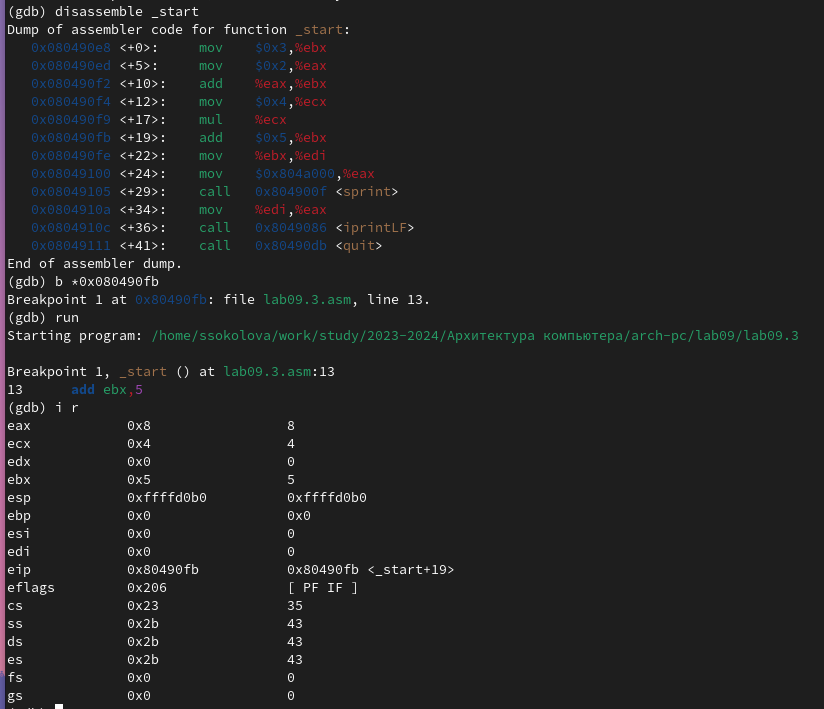 (gdb) disassemble _start
Dump of assembler code for function _start:
   0x080490e8 <+0>:	mov    $0x3,%ebx
   0x080490ed <+5>:	mov    $0x2,%eax
   0x080490f2 <+10>:	add    %eax,%ebx
   0x080490f4 <+12>:	mov    $0x4,%ecx
   0x080490f9 <+17>:	mul    %ecx
   0x080490fb <+19>:	add    $0x5,%ebx
   0x080490fe <+22>:	mov    %ebx,%edi
   0x08049100 <+24>:	mov    $0x804a000,%eax
   0x08049105 <+29>:	call   0x804900f <sprint>
   0x0804910a <+34>:	mov    %edi,%eax
   0x0804910c <+36>:	call   0x8049086 <iprintLF>
   0x08049111 <+41>:	call   0x80490db <quit>
End of assembler dump.
(gdb) b *0x080490fb
Breakpoint 1 at 0x80490fb: file lab09.3.asm, line 13.
(gdb) run
Starting program: /home/ssokolova/work/study/2023-2024/Архитектура компьютера/arch-pc/lab09/lab09.3

Breakpoint 1, _start () at lab09.3.asm:13
13	add ebx,5
(gdb) i r
eax            0x8                 8
ecx            0x4                 4
edx            0x0                 0
ebx            0x5                 5
esp            0xffffd0b0          0xffffd0b0
ebp            0x0                 0x0
esi            0x0                 0
edi            0x0                 0
eip            0x80490fb           0x80490fb <_start+19>
eflags         0x206               [ PF IF ]
cs             0x23                35
ss             0x2b                43
ds             0x2b                43
es             0x2b                43
fs             0x0                 0
gs             0x0                 0